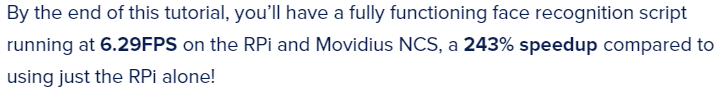 By the end of this tutorial, you’ll have a fully functioning face recognition script
running at 6.29FPS on the RPi and Movidius NCS, a 243% speedup compared to
using just the RPi alone!